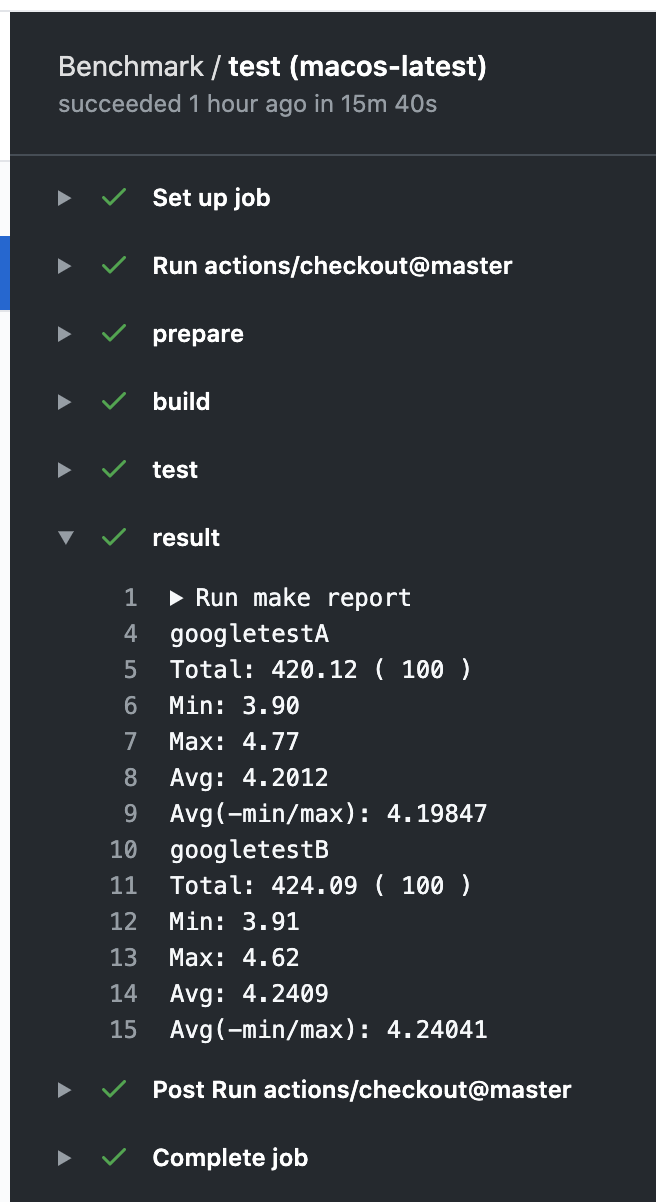 Benchmark / test (macos-latest)
succeeded 1 hour ago in 15m 40s
Set up job
Run actions/checkout@master
prepare
build
test
result
1 ▶ Run make report
4 googletestA
5 Total: 420.12 ( 100 )
6 Min: 3.90
7 Max: 4.77
8 Avg: 4.2012
9 Avg(-min/max): 4.19847
10 googletestB
11 Total: 424.09 ( 100 )
12 Min: 3.91
13 Max: 4.62
14 Avg: 4.2409
15 Avg(-min/max): 4.24041
Post Run actions/checkout@master
Complete job